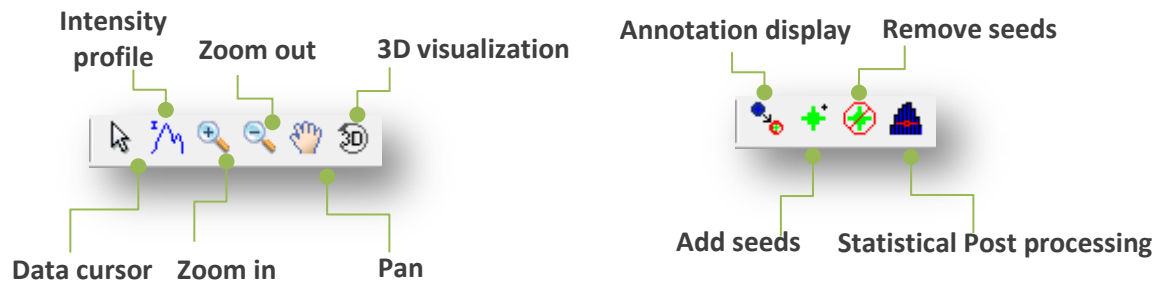 Intensity
profile
Zoom out
3D visualization
Annotation display
Remove seeds
I
3D
Data cursor
Zoom in
Pan
Add seeds
Statistical Post processing